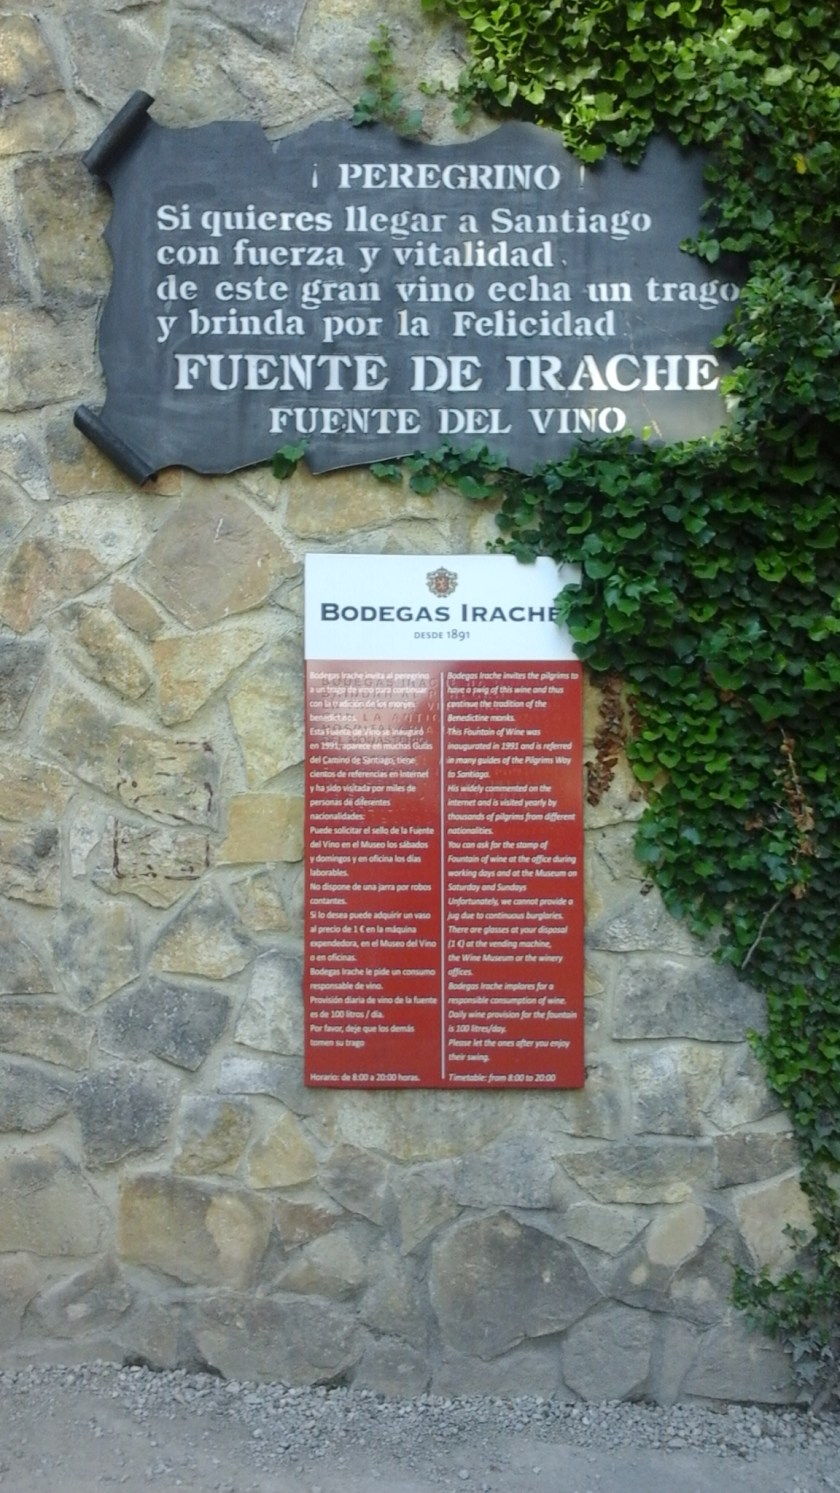 ¡ PEREGRINO !
Si quieres llegar a Santiago
con fuerza y vitalidad
de este gran vino echa un trago
y brinda por la Felicidad
FUENTE DE IRACHE
FUENTE DEL VINO
BODEGAS IRACHE
DESDE 1891
Bodegas Irache invita al peregrino
a un trago de vino para continuar
con la tradición de los monjes
benedictinos.
Esta Fuente de Vino se inauguró
en 1991, aparece en muchas Guías
del Camino de Santiago, tiene
cientos de referencias en Internet
y ha sido visitada por miles de
personas de diferentes
nacionalidades:
Puede solicitar el sello de la Fuente
del Vino en el Museo los sábados
y domingos y en oficina los días
laborables.
No dispone de una jarra por robos
contantes.
Si lo desea puede adquirir un vaso
al precio de 1 € en la máquina
expendedora, en el Museo del Vino
o en oficinas.
Bodegas Irache le pide un consumo
responsable de vino.
Provisión diaria de vino de la fuente
es de 100 litros / día.
Por favor, deje que los demás
tomen su trago
Horario: de 8:00 a 20:00 horas.
Bodegas Irache invites the pilgrims to
have a swig of this wine and thus
continue the tradition of the
Benedictine monks.
This Fountain of Wine was
inaugurated in 1991 and is referred
in many guides of the Pilgrims Way
to Santiago.
His widely commented on the
internet and is visited yearly by
thousands of pilgrims from different
nationalities.
You can ask for the stamp of
Fountain of wine at the office during
working days and at the Museum on
Saturday and Sundays
Unfortunately, we cannot provide a
jug due to continuous burglaries.
There are glasses at your disposal
(1 €) at the vending machine,
the Wine Museum or the winery
offices.
Bodegas Irache implores for a
responsible consumption of wine.
Daily wine provision for the fountain
is 100 litres/day.
Please let the ones after you enjoy
their swing.
Timetable: from 8:00 to 20:00